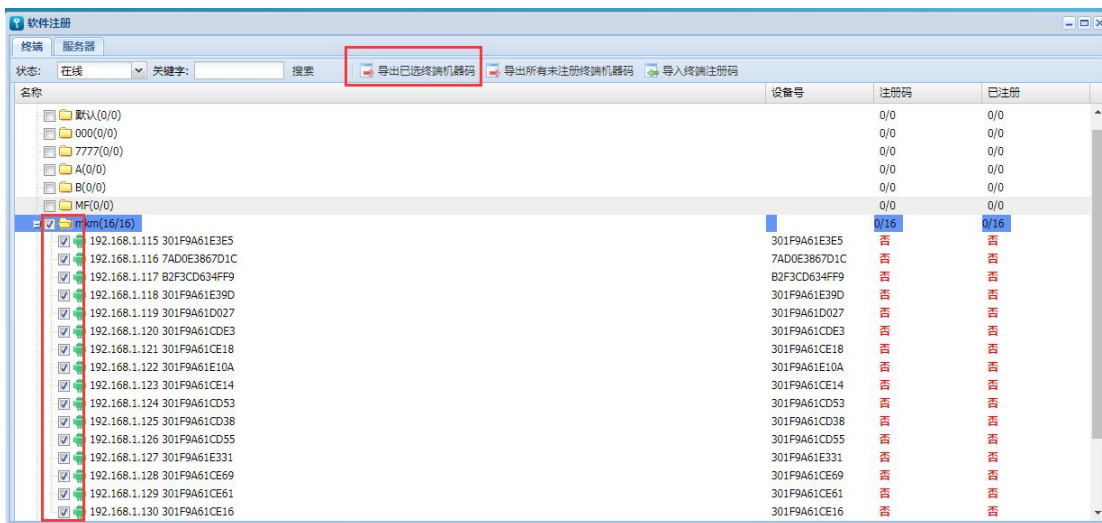 软件注册
终端 服务器
状态: 在线 关键字: 搜索 导出已选终端机器码 导出所有未注册终端机器码 导入终端注册码
名称 设备号 注册码 已注册
默认(0/0) 0/0 0/0
000(0/0) 0/0 0/0
7777(0/0) 0/0 0/0
A(0/0) 0/0 0/0
B(0/0) 0/0 0/0
MF(0/0) 0/0 0/0
mkm(16/16) 0/16 0/16
192.168.1.115 301F9A61E3E5 301F9A61E3E5 否 否
192.168.1.116 7AD0E3867D1C 7AD0E3867D1C 否 否
192.168.1.117 B2F3CD634FF9 B2F3CD634FF9 否 否
192.168.1.118 301F9A61E39D 301F9A61E39D 否 否
192.168.1.119 301F9A61D027 301F9A61D027 否 否
192.168.1.120 301F9A61CDE3 301F9A61CDE3 否 否
192.168.1.121 301F9A61CE18 301F9A61CE18 否 否
192.168.1.122 301F9A61E10A 301F9A61E10A 否 否
192.168.1.123 301F9A61CE14 301F9A61CE14 否 否
192.168.1.124 301F9A61CD53 301F9A61CD53 否 否
192.168.1.125 301F9A61CD38 301F9A61CD38 否 否
192.168.1.126 301F9A61CD55 301F9A61CD55 否 否
192.168.1.127 301F9A61E331 301F9A61E331 否 否
192.168.1.128 301F9A61CE69 301F9A61CE69 否 否
192.168.1.129 301F9A61CE61 301F9A61CE61 否 否
192.168.1.130 301F9A61CE16 301F9A61CE16 否 否